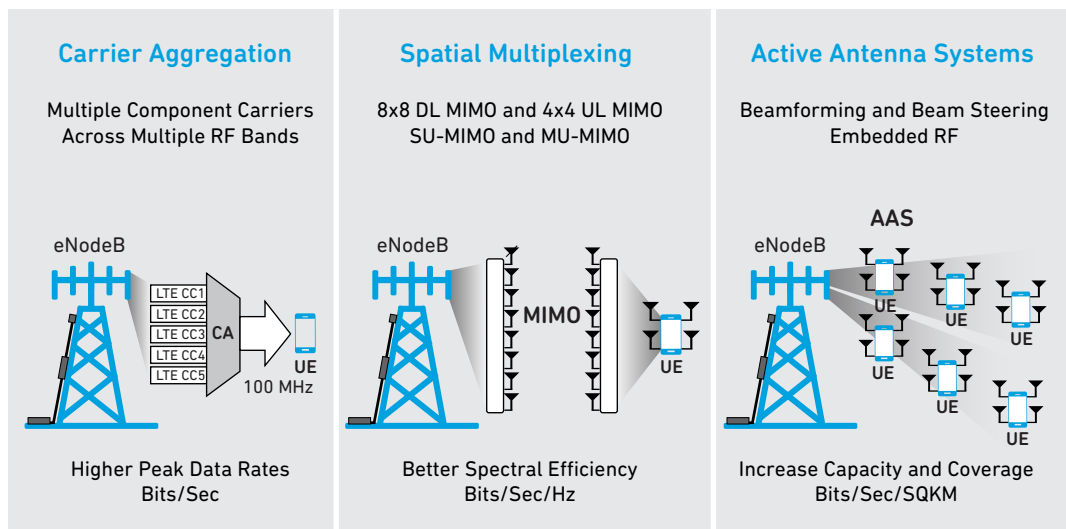 Carrier Aggregation
Multiple Component Carriers
Across Multiple RF Bands
eNodeB
LTE CC1
LTE CC2
LTE CC3
LTE CC4
LTE CC5
CA
UE
100 MHz
Higher Peak Data Rates
Bits/Sec
Spatial Multiplexing
8x8 DL MIMO and 4x4 UL MIMO
SU-MIMO and MU-MIMO
eNodeB
MIMO
UE
Better Spectral Efficiency
Bits/Sec/Hz
Active Antenna Systems
Beamforming and Beam Steering
Embedded RF
AAS
eNodeB
UE
UE
UE
UE
UE
UE
Increase Capacity and Coverage
Bits/Sec/SQKM